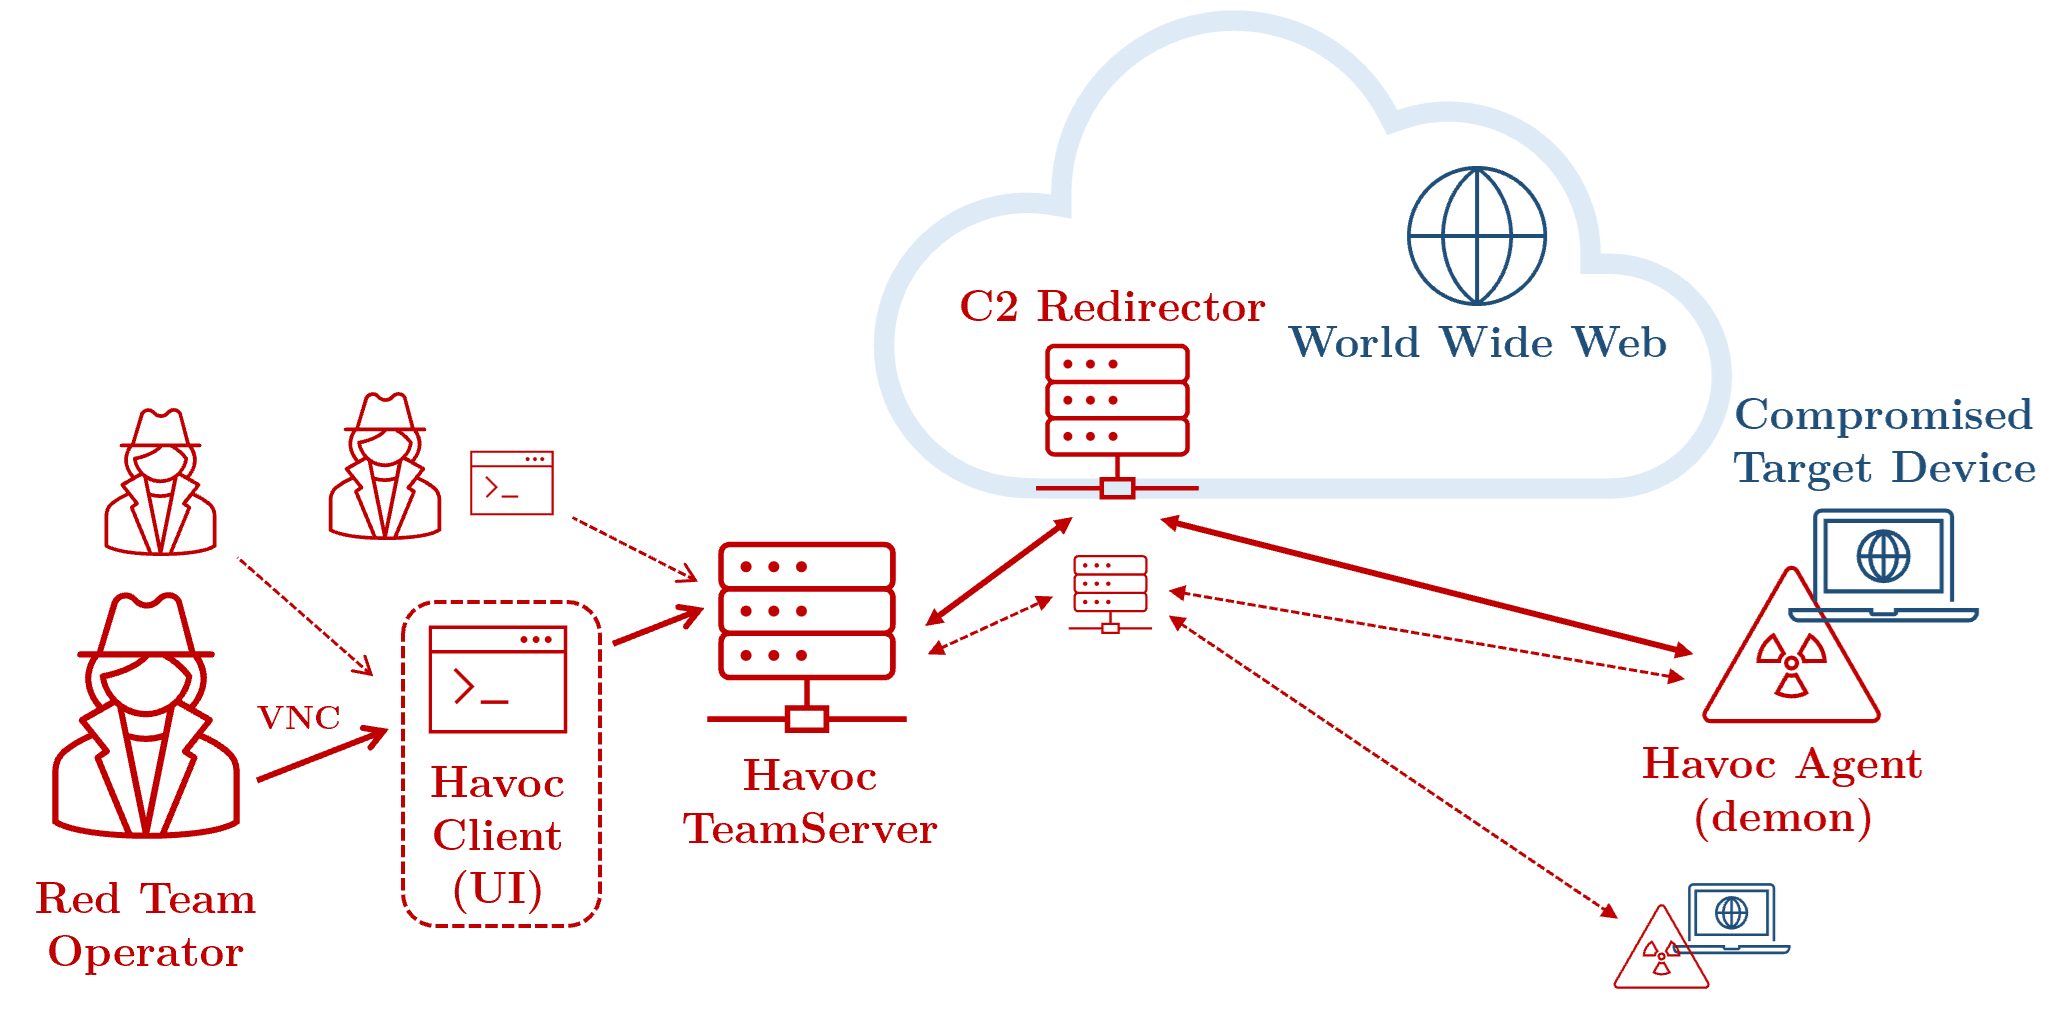 C2 Redirector
World Wide Web
Compromised
Target Device
VNC
Havoc
Client
(UI)
Havoc
TeamServer
Havoc Agent
(demon)
Red Team
Operator